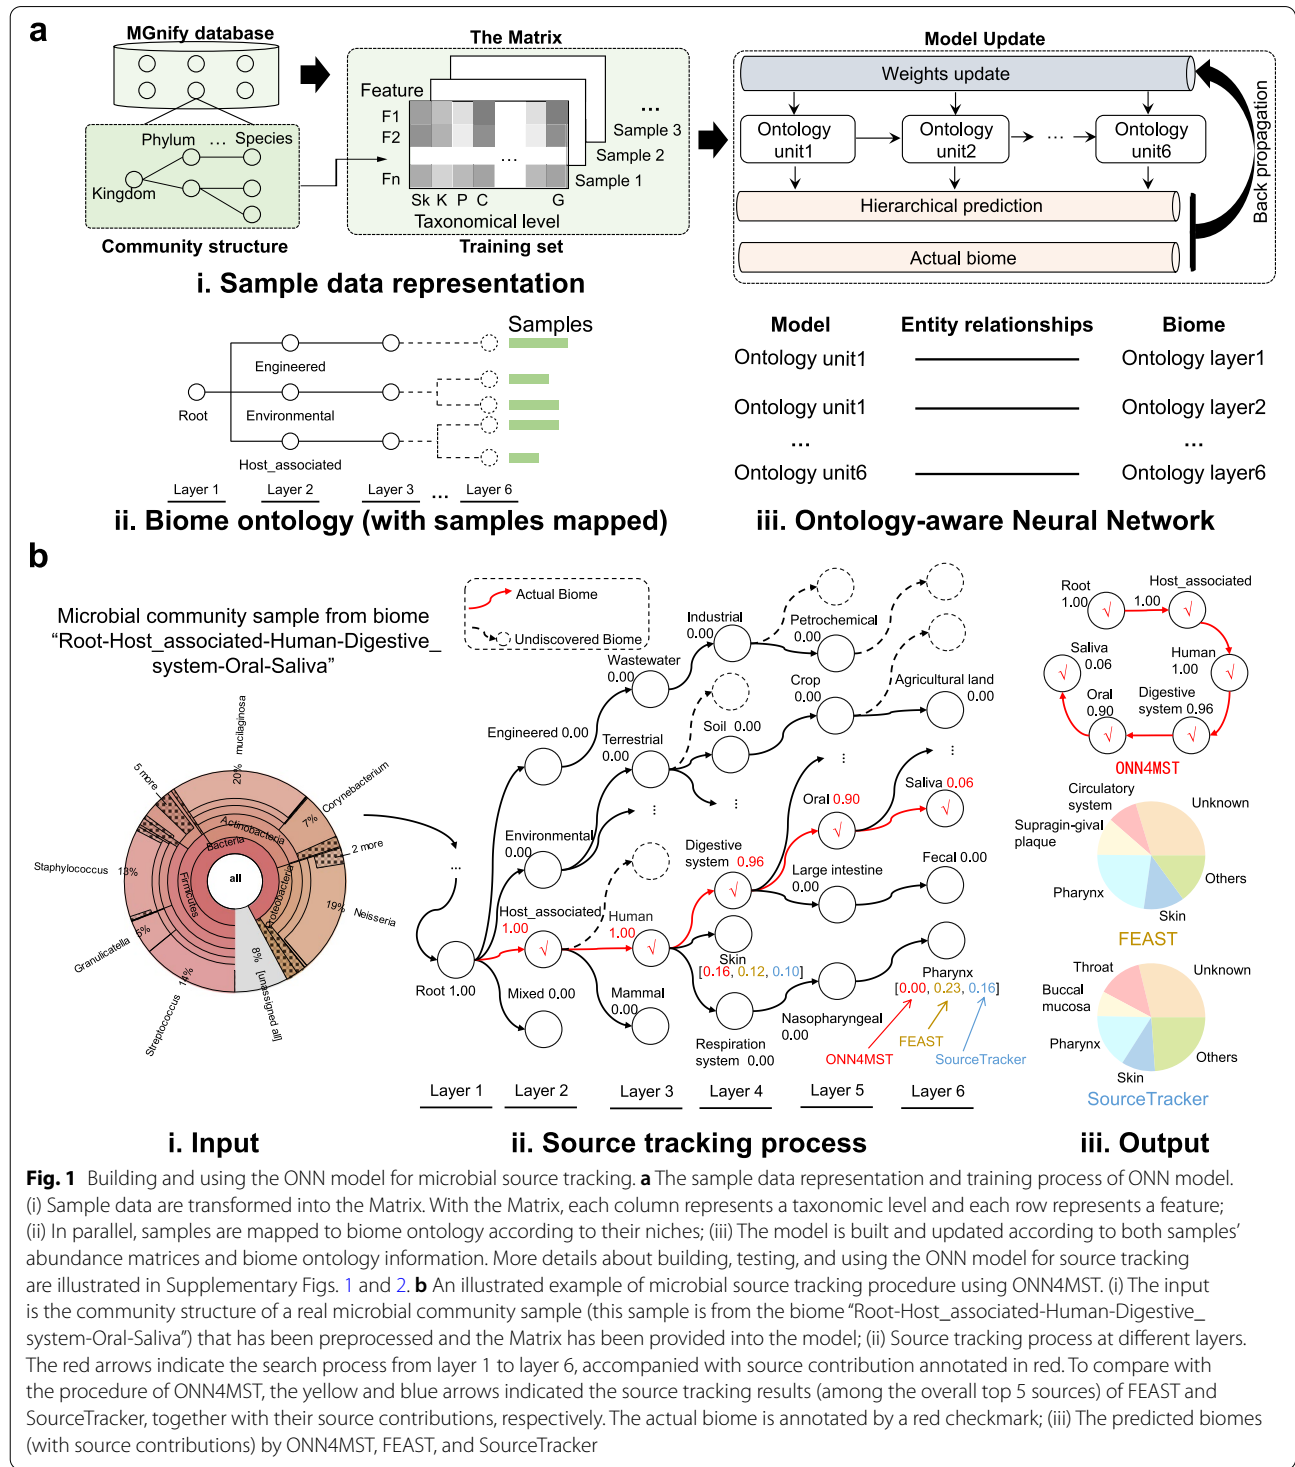 a
MGnify database
Phylum ... Species
Kingdom
Community structure
The Matrix
Feature
F1
F2
Fn
...
...
Sample 3
Sample 2
Sample 1
Sk K P C G
Taxonomical level
Training set
i. Sample data representation
Model Update
Weights update
Ontology unit1
Ontology unit2
...
Ontology unit6
Hierarchical prediction
Actual biome
Back propagation
Samples
Engineered
Root
Environmental
Host_associated
Layer 1 Layer 2 Layer 3 ... Layer 6
ii. Biome ontology (with samples mapped)
Model Entity relationships Biome
Ontology unit1 Ontology layer1
Ontology unit1 Ontology layer2
... ...
Ontology unit6 Ontology layer6
iii. Ontology-aware Neural Network
b
Microbial community sample from biome
“Root-Host_associated-Human-Digestive_
system-Oral-Saliva”
20% mucilaginosa
5 more
7% Corynebacterium
2 more
Actinobacteria
Bacteria
all
Firmicutes
Proteobacteria
Staphylococcus 13%
19% Neisseria
Granulicatella 5%
Streptococcus 14%
8% [unassigned all]
i. Input
Actual Biome
Undiscovered Biome
Industrial
0.00
Petrochemical
0.00
Wastewater
0.00
Crop
0.00
Agricultural land
0.00
Engineered 0.00
Terrestrial
0.00
Soil 0.00
...
...
...
...
...
Saliva 0.06
√
Oral 0.90
√
Environmental
0.00
Digestive
system 0.96
√
Large intestine
0.00
Fecal 0.00
Host_associated
1.00
√
Human
1.00
√
Skin
[0.16, 0.12, 0.10]
Root 1.00
Mixed 0.00
Mammal
0.00
Respiration
system 0.00
Nasopharyngeal
0.00
Pharynx
[0.00, 0.23, 0.16]
FEAST
ONN4MST
SourceTracker
Layer 1 Layer 2 Layer 3 Layer 4 Layer 5 Layer 6
ii. Source tracking process
Root
1.00
√
Host_associated
1.00
√
Human
1.00
√
Digestive
system 0.96
√
Oral
0.90
√
Saliva
0.06
√
ONN4MST
Circulatory
system
Unknown
Supragin-gival
plaque
Pharynx
Skin
Others
FEAST
Throat
Unknown
Buccal
mucosa
Pharynx
Skin
Others
SourceTracker
iii. Output
Fig. 1 Building and using the ONN model for microbial source tracking. a The sample data representation and training process of ONN model.
(i) Sample data are transformed into the Matrix. With the Matrix, each column represents a taxonomic level and each row represents a feature;
(ii) In parallel, samples are mapped to biome ontology according to their niches; (iii) The model is built and updated according to both samples’
abundance matrices and biome ontology information. More details about building, testing, and using the ONN model for source tracking
are illustrated in Supplementary Figs. 1 and 2. b An illustrated example of microbial source tracking procedure using ONN4MST. (i) The input
is the community structure of a real microbial community sample (this sample is from the biome “Root-Host_associated-Human-Digestive_
system-Oral-Saliva”) that has been preprocessed and the Matrix has been provided into the model; (ii) Source tracking process at different layers.
The red arrows indicate the search process from layer 1 to layer 6, accompanied with source contribution annotated in red. To compare with
the procedure of ONN4MST, the yellow and blue arrows indicated the source tracking results (among the overall top 5 sources) of FEAST and
SourceTracker, together with their source contributions, respectively. The actual biome is annotated by a red checkmark; (iii) The predicted biomes
(with source contributions) by ONN4MST, FEAST, and SourceTracker